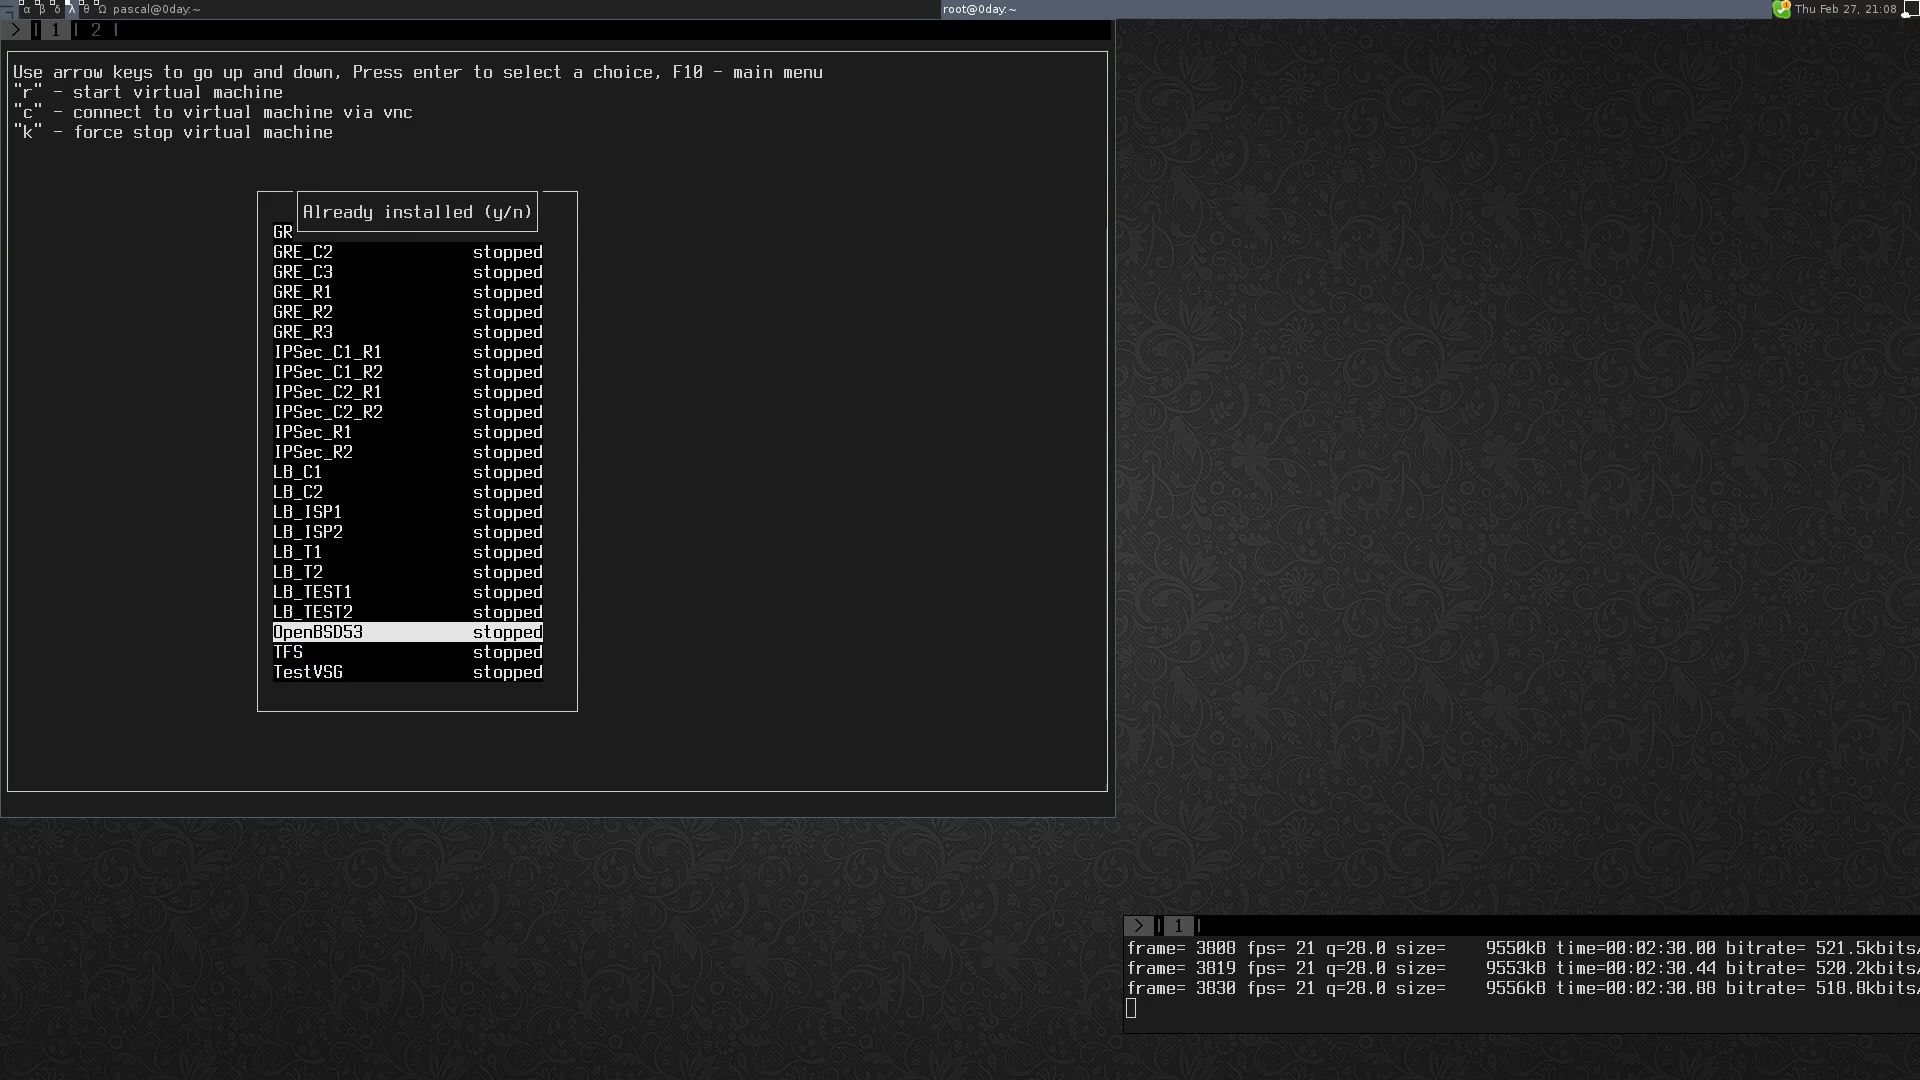 α β δ λ θ Ω pascal@0day:~ root@0day:~ Thu Feb 27, 21:08
> | 1 | 2 |
Use arrow keys to go up and down, Press enter to select a choice, F10 - main menu
"r" - start virtual machine
"c" - connect to virtual machine via vnc
"k" - force stop virtual machine
Already installed (y/n)
GR
GRE_C2 stopped
GRE_C3 stopped
GRE_R1 stopped
GRE_R2 stopped
GRE_R3 stopped
IPSec_C1_R1 stopped
IPSec_C1_R2 stopped
IPSec_C2_R1 stopped
IPSec_C2_R2 stopped
IPSec_R1 stopped
IPSec_R2 stopped
LB_C1 stopped
LB_C2 stopped
LB_ISP1 stopped
LB_ISP2 stopped
LB_T1 stopped
LB_T2 stopped
LB_TEST1 stopped
LB_TEST2 stopped
OpenBSD53 stopped
TFS stopped
TestVSG stopped
> | 1 |
frame= 3808 fps= 21 q=28.0 size= 9550kB time=00:02:30.00 bitrate= 521.5kbits/
frame= 3819 fps= 21 q=28.0 size= 9553kB time=00:02:30.44 bitrate= 520.2kbits/
frame= 3830 fps= 21 q=28.0 size= 9556kB time=00:02:30.88 bitrate= 518.8kbits/